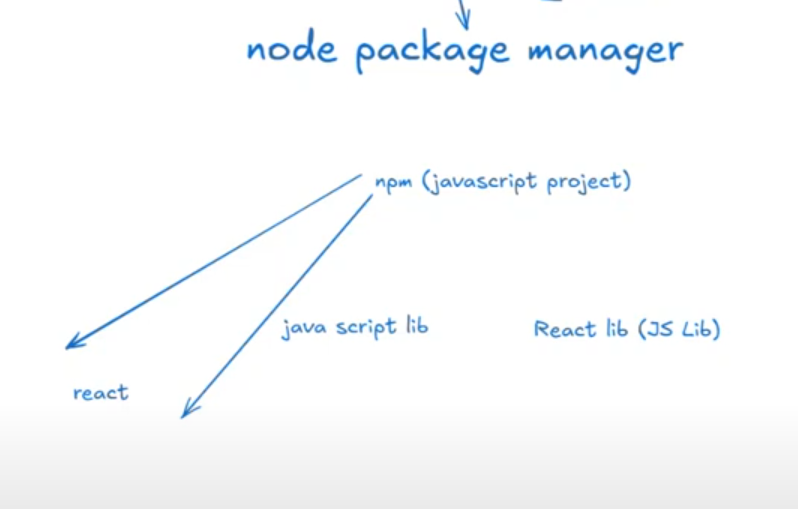 node package manager
npm (javascript project)
java script lib
React lib (JS Lib)
react